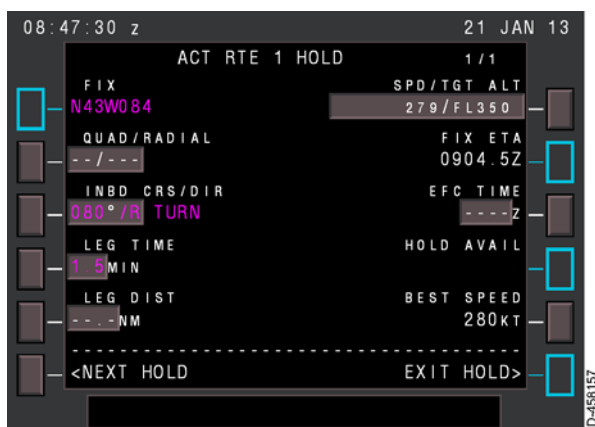 08:47:30 z 21 JAN 13
ACT RTE 1 HOLD 1/1
FIX SPD/TGT ALT
N43W084 279/FL350
QUAD/RADIAL FIX ETA
--/--- 0904.5Z
INBD CRS/DIR EFC TIME
080°/R TURN ----Z
LEG TIME HOLD AVAIL
1.5MIN
LEG DIST BEST SPEED
--.-NM 280KT
--------------------------------------------
<NEXT HOLD EXIT HOLD>
D-458157